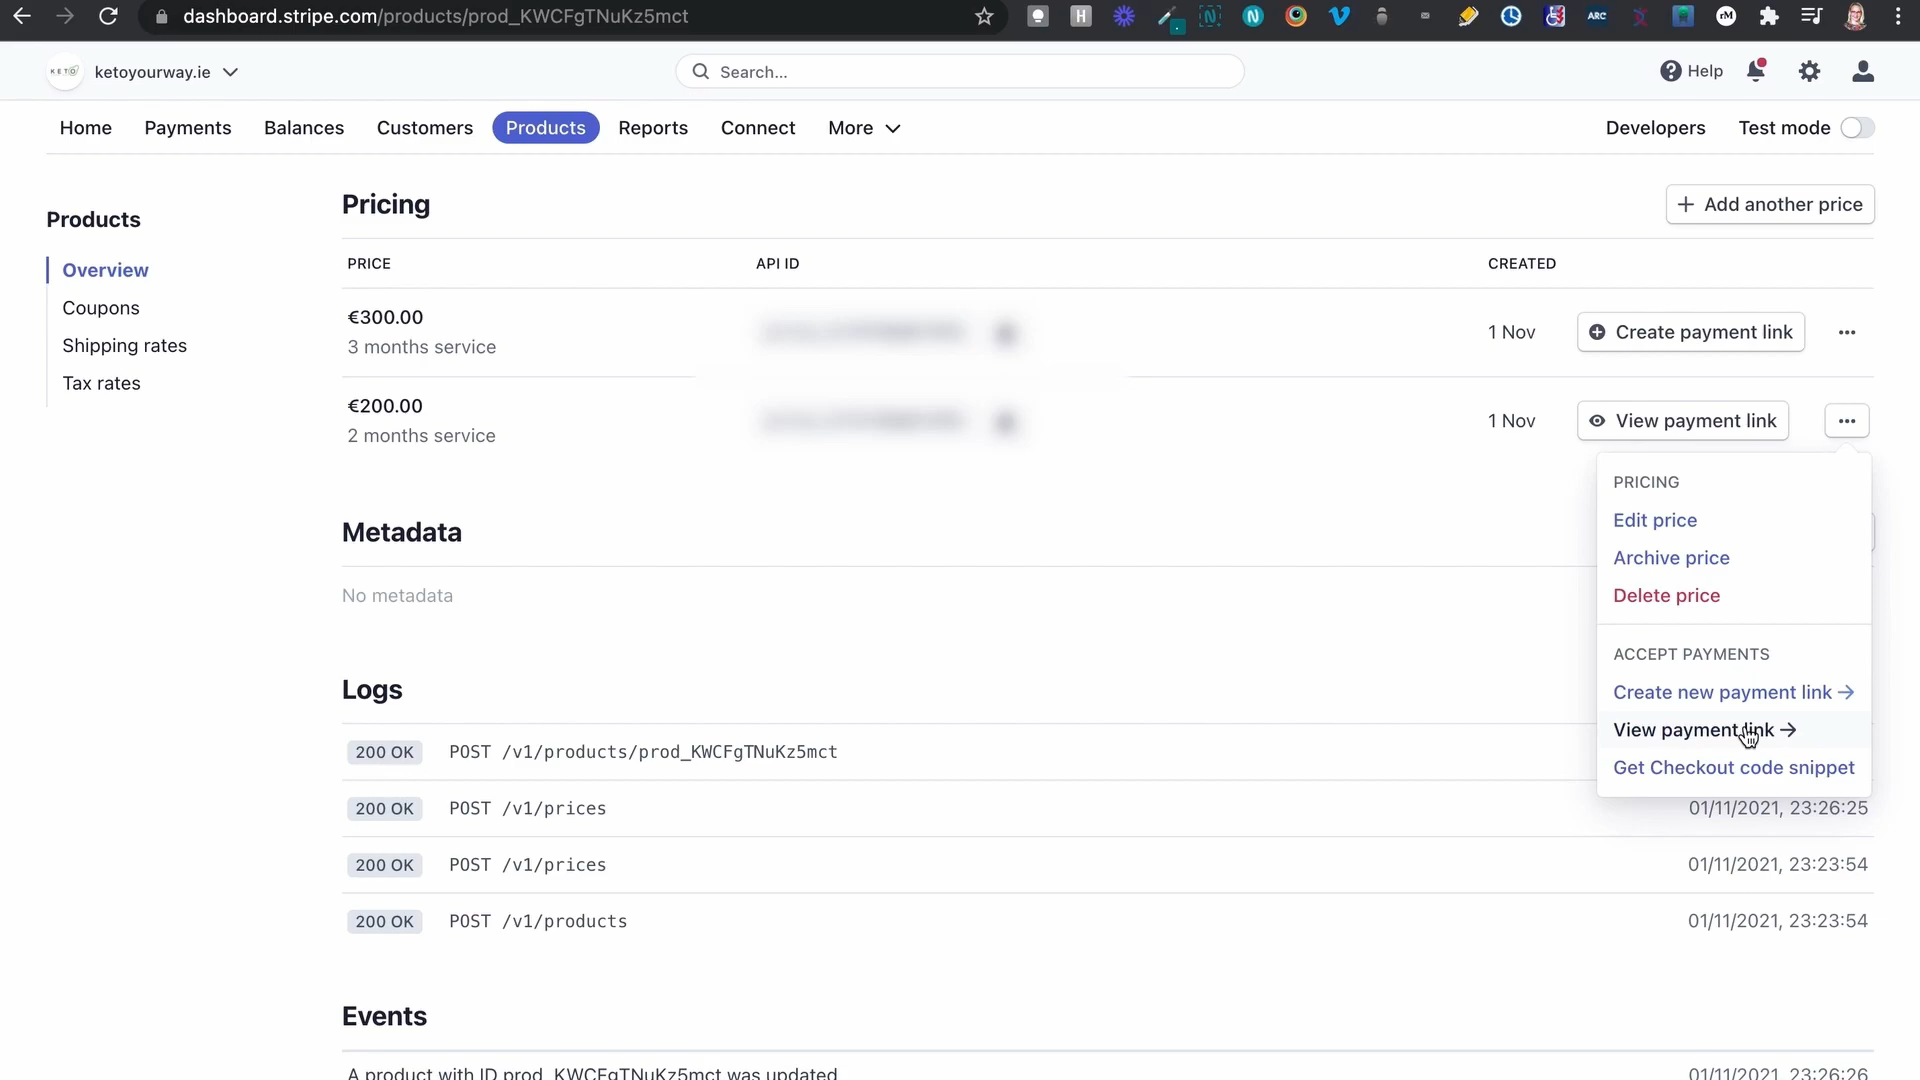 dashboard.stripe.com/products/prod_KWCFgTNuKz5mct
H
N
N
ARC
rM
KETO
ketoyourway.ie
Search...
Help
Home
Payments
Balances
Customers
Products
Reports
Connect
More
Developers
Test mode
Products
Overview
Coupons
Shipping rates
Tax rates
Pricing
+ Add another price
PRICE
API ID
CREATED
€300.00
3 months service
1 Nov
Create payment link
€200.00
2 months service
1 Nov
View payment link
PRICING
Edit price
Archive price
Delete price
ACCEPT PAYMENTS
Create new payment link →
View payment link →
Get Checkout code snippet
Metadata
No metadata
Logs
200 OK POST /v1/products/prod_KWCFgTNuKz5mct
200 OK POST /v1/prices 01/11/2021, 23:26:25
200 OK POST /v1/prices 01/11/2021, 23:23:54
200 OK POST /v1/products 01/11/2021, 23:23:54
Events
A product with ID prod_KWCFgTNuKz5mct was updated 01/11/2021, 23:26:26